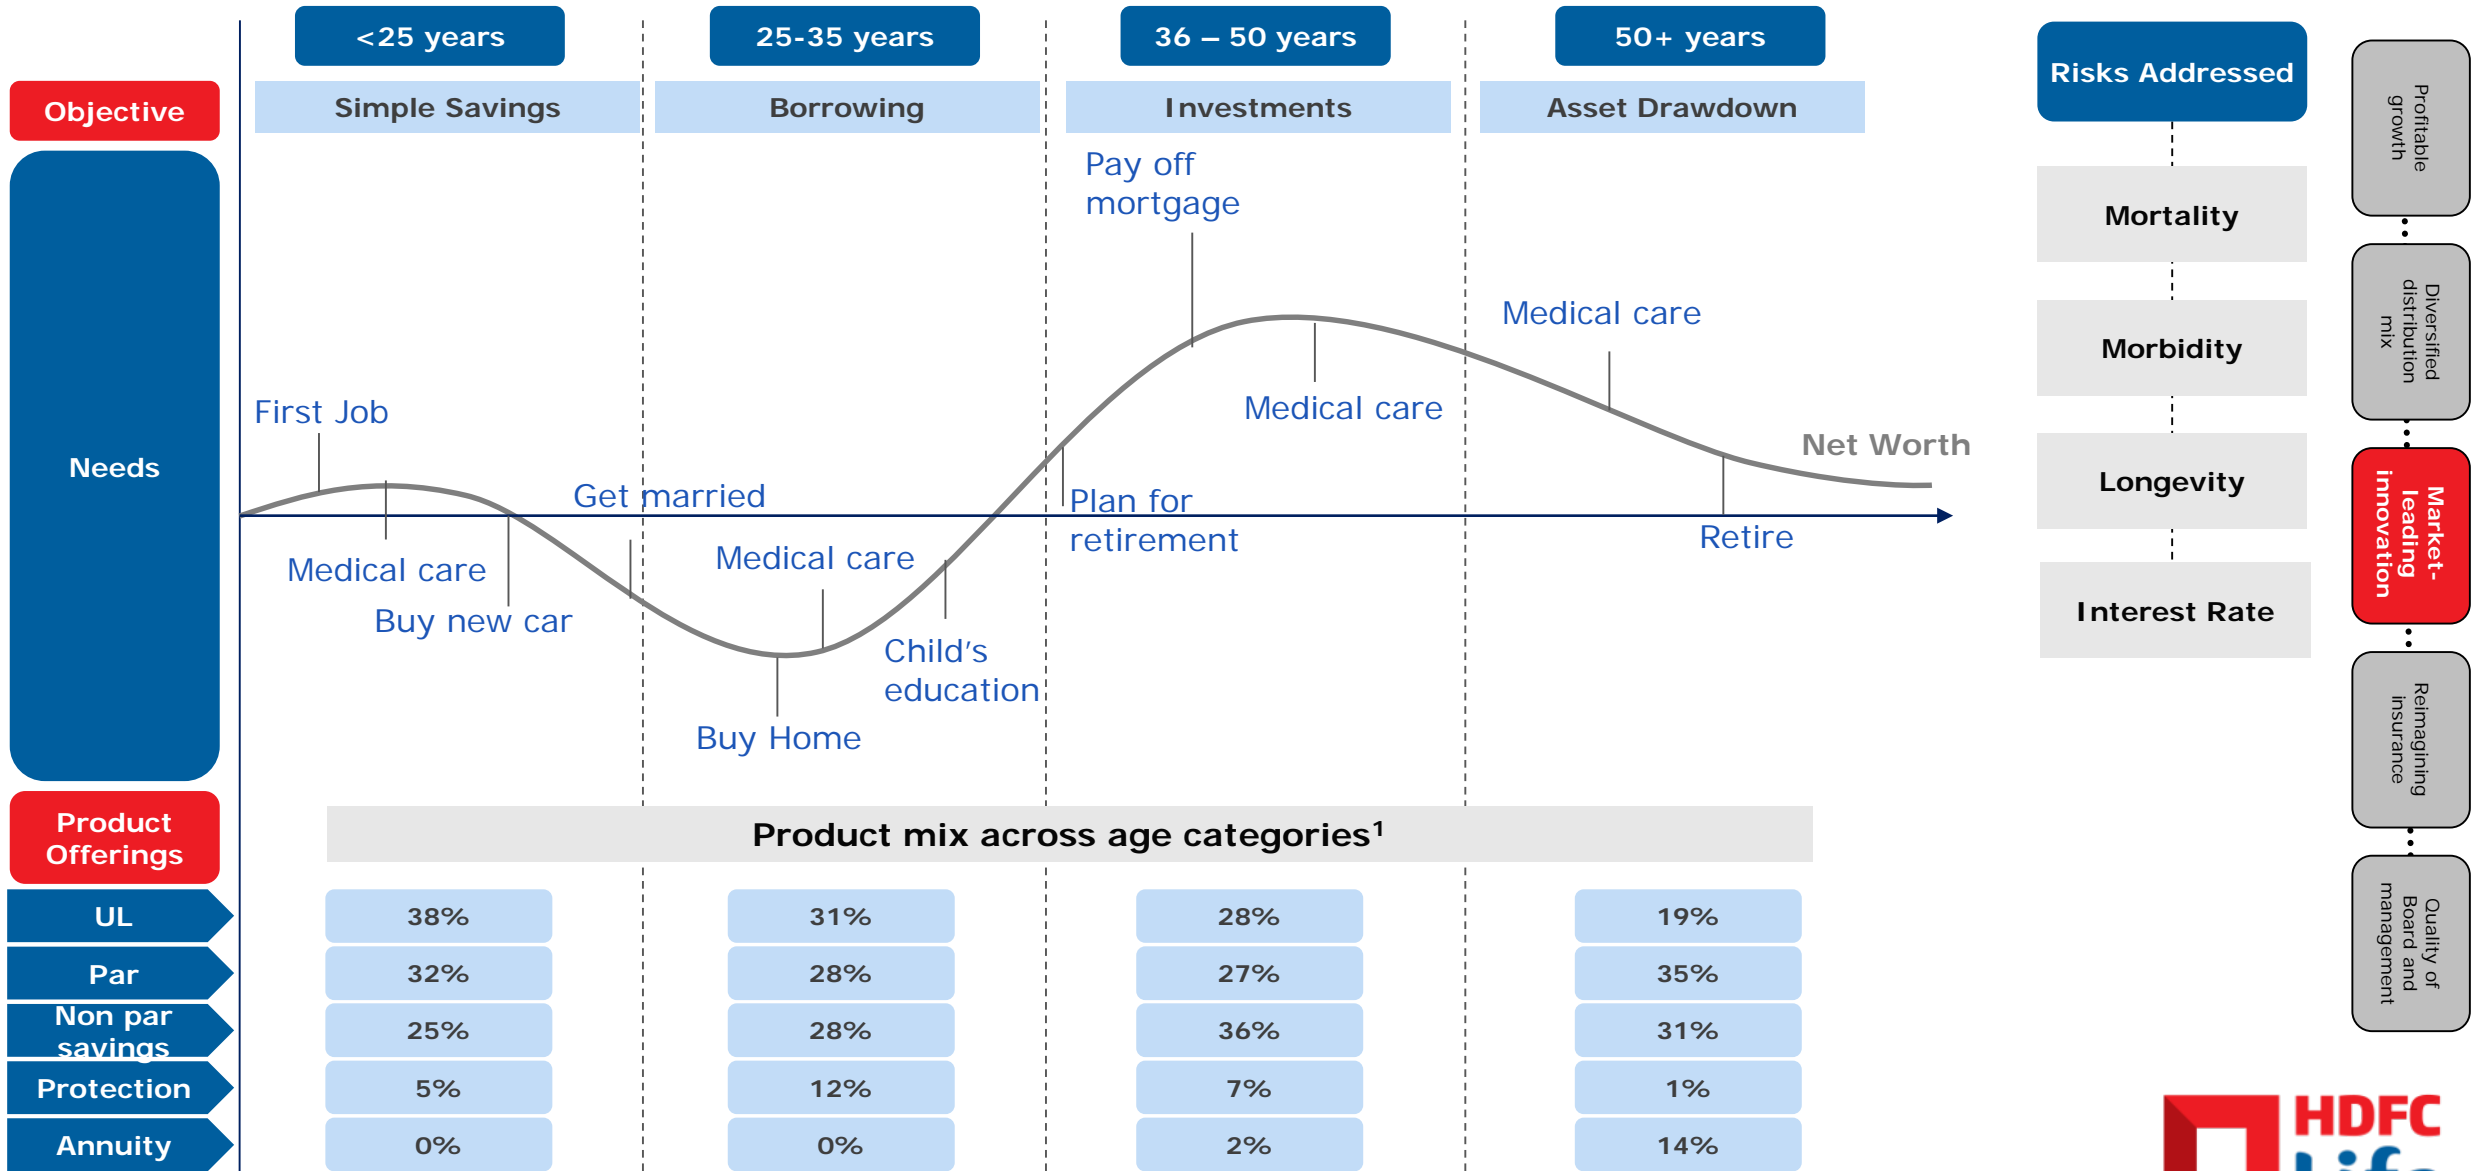 <25 years
25-35 years
36 – 50 years
50+ years
Objective
Simple Savings
Borrowing
Investments
Asset Drawdown
Needs
First Job
Medical care
Buy new car
Get married
Medical care
Buy Home
Child's
education
Pay off
mortgage
Plan for
retirement
Medical care
Medical care
Retire
Net Worth
Product
Offerings
Product mix across age categories¹
UL
38%
31%
28%
19%
Par
32%
28%
27%
35%
Non par
savings
25%
28%
36%
31%
Protection
5%
12%
7%
1%
Annuity
0%
0%
2%
14%
Risks Addressed
Mortality
Morbidity
Longevity
Interest Rate
Profitable
growth
Diversified
distribution
mix
Market-
leading
innovation
Reimagining
insurance
Quality of
Board and
management
HDFC
Life